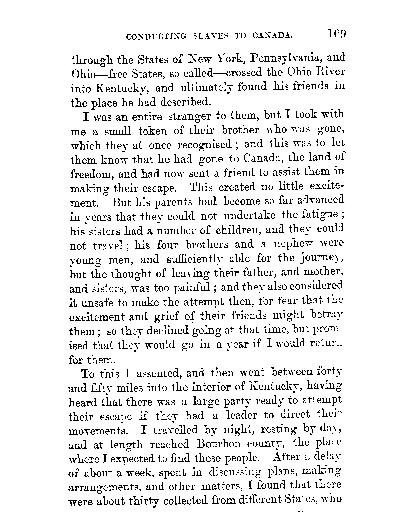 CONDUCTING SLAVES TO CANADA. 169
through the States of New York, Pennsylvania, and
Ohio—free States, so called—crossed the Ohio River
into Kentucky, and ultimately found his friends in
the place he had described.
I was an entire stranger to them, but I took with
me a small token of their brother who was gone,
which they at once recognised; and this was to let
them know that he had gone to Canada, the land of
freedom, and had now sent a friend to assist them in
making their escape. This created no little excite-
ment. But his parents had become so far advanced
in years that they could not undertake the fatigue;
his sisters had a number of children, and they could
not travel; his four brothers and a nephew were
young men, and sufficiently able for the journey,
but the thought of leaving their father, and mother,
and sisters, was too painful; and they also considered
it unsafe to make the attempt then, for fear that the
excitement and grief of their friends might betray
them; so they declined going at that time, but prom-
ised that they would go in a year if I would return
for them.
To this I assented, and then went between forty
and fifty miles into the interior of Kentucky, having
heard that there was a large party ready to attempt
their escape if they had a leader to direct their
movements. I travelled by night, resting by day,
and at length reached Bourbon county, the place
where I expected to find these people. After a delay
of about a week, spent in discussing plans, making
arrangements, and other matters, I found that there
were about thirty collected from different States, who